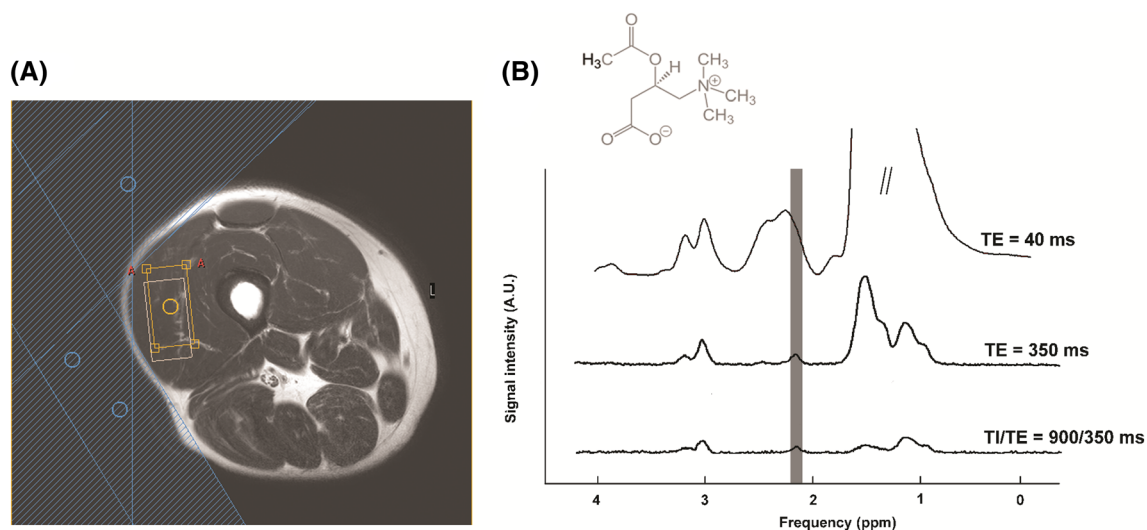 (A)
A
A
L
(B)
O
H₃C
O
H
CH₃
N⊕
CH₃
CH₃
O
O⊖
Signal intensity (A.U.)
//
TE = 40 ms
TE = 350 ms
TI/TE = 900/350 ms
4 3 2 1 0
Frequency (ppm)